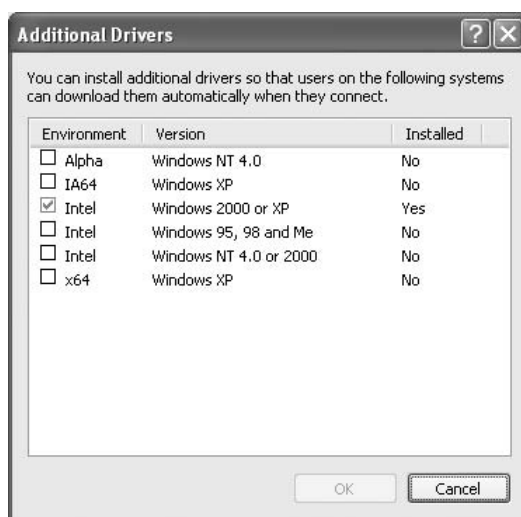 Additional Drivers
You can install additional drivers so that users on the following systems
can download them automatically when they connect.
Environment Version Installed
Alpha Windows NT 4.0 No
IA64 Windows XP No
Intel Windows 2000 or XP Yes
Intel Windows 95, 98 and Me No
Intel Windows NT 4.0 or 2000 No
x64 Windows XP No
OK Cancel